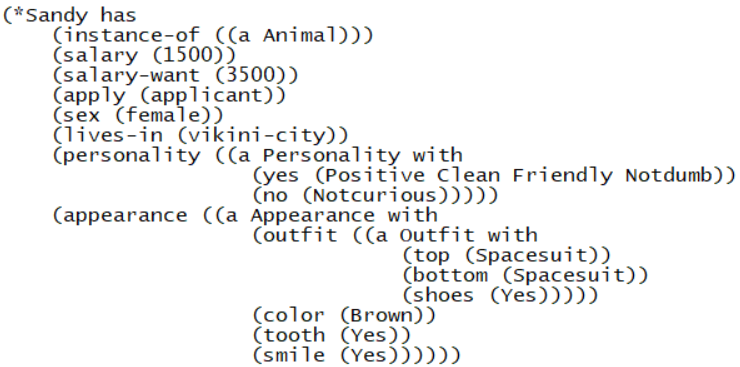 (*Sandy has
(instance-of ((a Animal)))
(salary (1500))
(salary-want (3500))
(apply (applicant))
(sex (female))
(lives-in (vikini-city))
(personality ((a Personality with
(yes (Positive Clean Friendly Notdumb))
(no (Notcurious)))))
(appearance ((a Appearance with
(outfit ((a Outfit with
(top (Spacesuit))
(bottom (Spacesuit))
(shoes (Yes)))))
(color (Brown))
(tooth (Yes))
(smile (Yes))))))